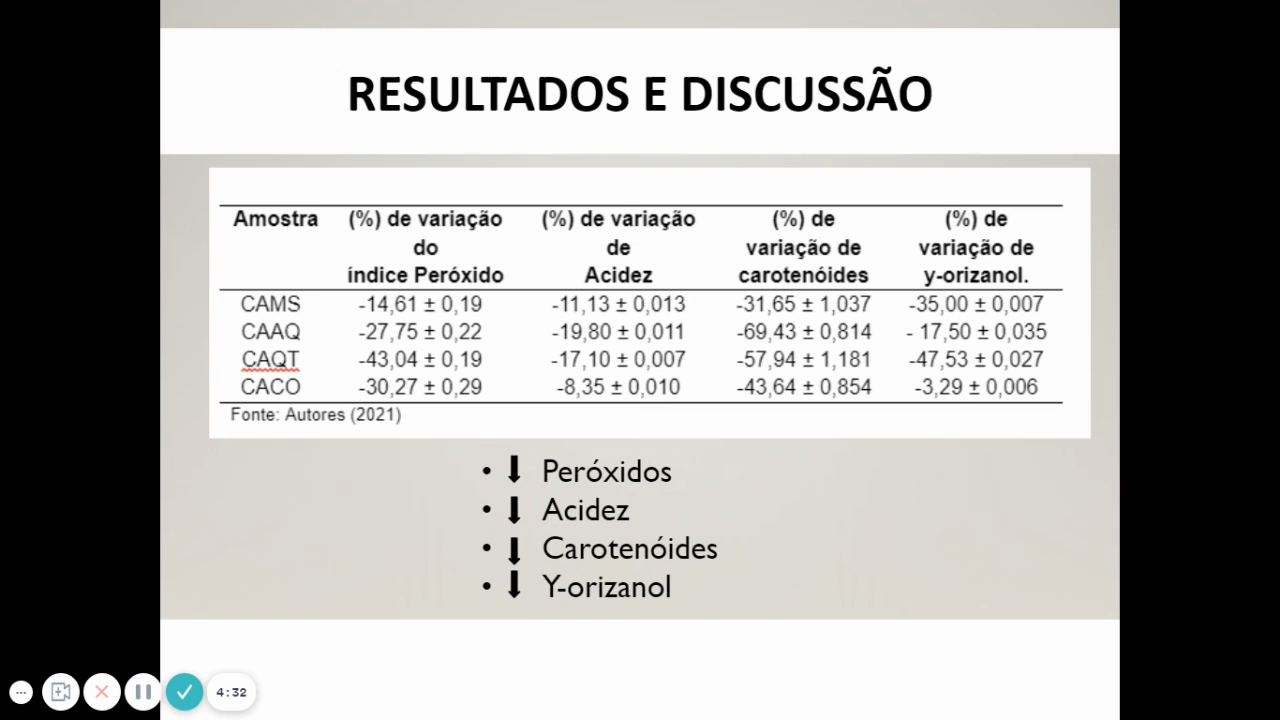 RESULTADOS E DISCUSSÃO
Amostra (%) de variação do índice Peróxido (%) de variação de Acidez (%) de variação de carotenóides (%) de variação de y-orizanol.
CAMS -14,61 ± 0,19 -11,13 ± 0,013 -31,65 ± 1,037 -35,00 ± 0,007
CAAQ -27,75 ± 0,22 -19,80 ± 0,011 -69,43 ± 0,814 - 17,50 ± 0,035
CAQT -43,04 ± 0,19 -17,10 ± 0,007 -57,94 ± 1,181 -47,53 ± 0,027
CACO -30,27 ± 0,29 -8,35 ± 0,010 -43,64 ± 0,854 -3,29 ± 0,006
Fonte: Autores (2021)
• ⬇ Peróxidos
• ⬇ Acidez
• ⬇ Carotenóides
• ⬇ Y-orizanol
4:32